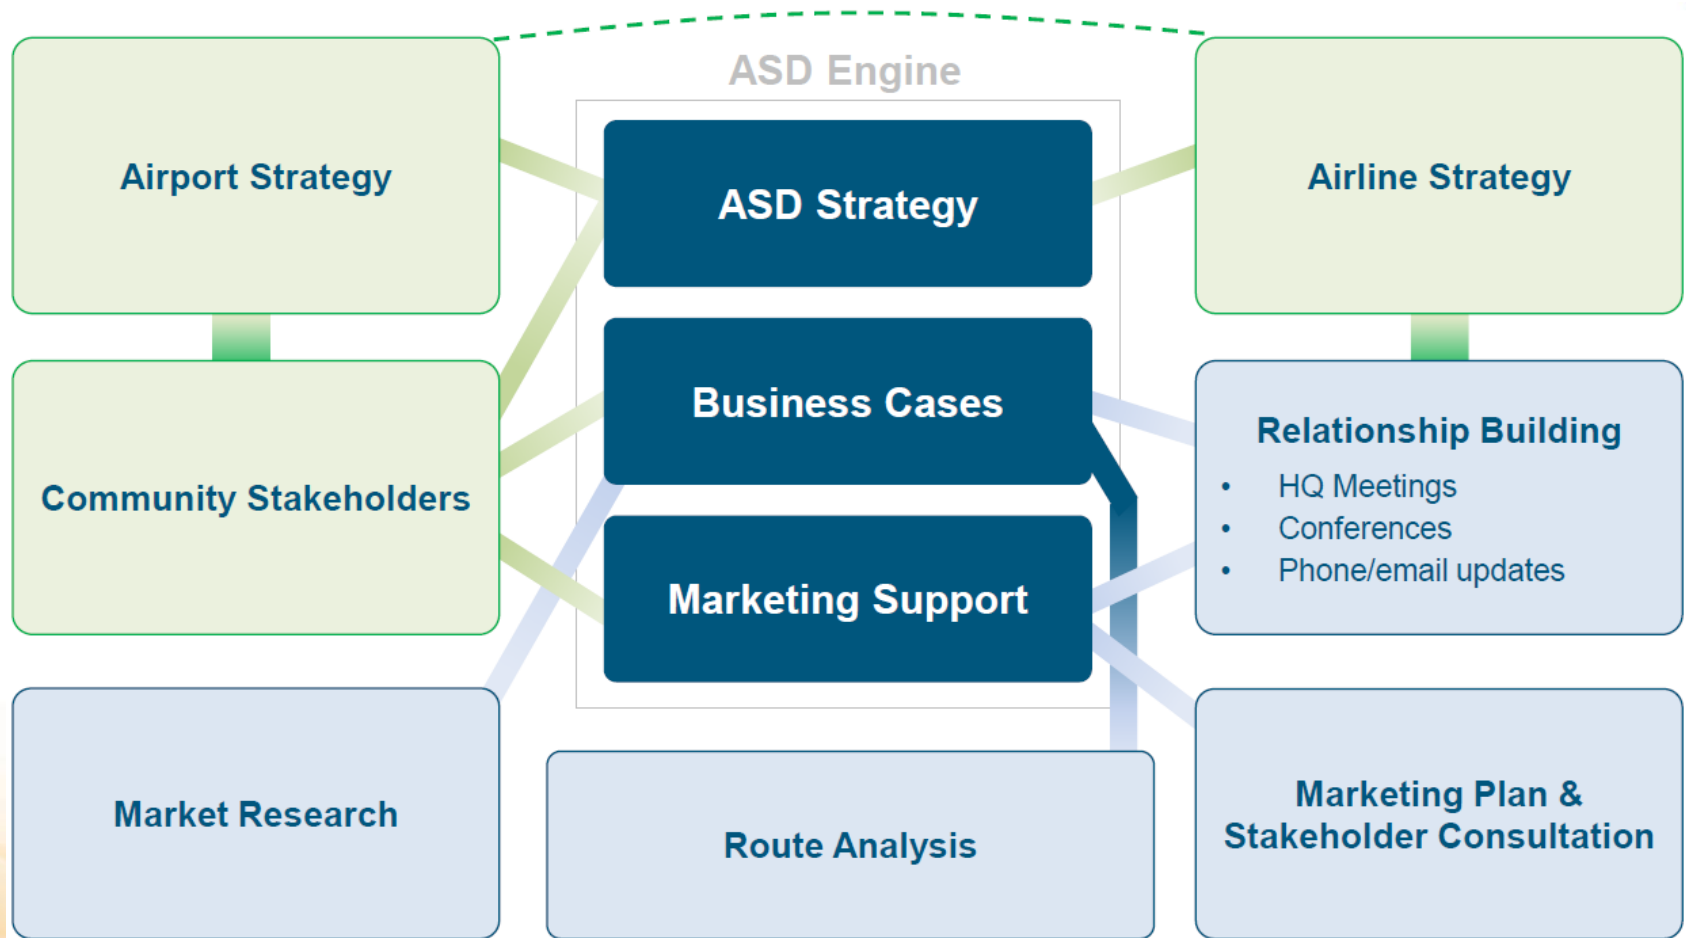 ASD Engine
Airport Strategy
ASD Strategy
Airline Strategy
Business Cases
Community Stakeholders
Relationship Building
• HQ Meetings
• Conferences
• Phone/email updates
Marketing Support
Market Research
Route Analysis
Marketing Plan &
Stakeholder Consultation